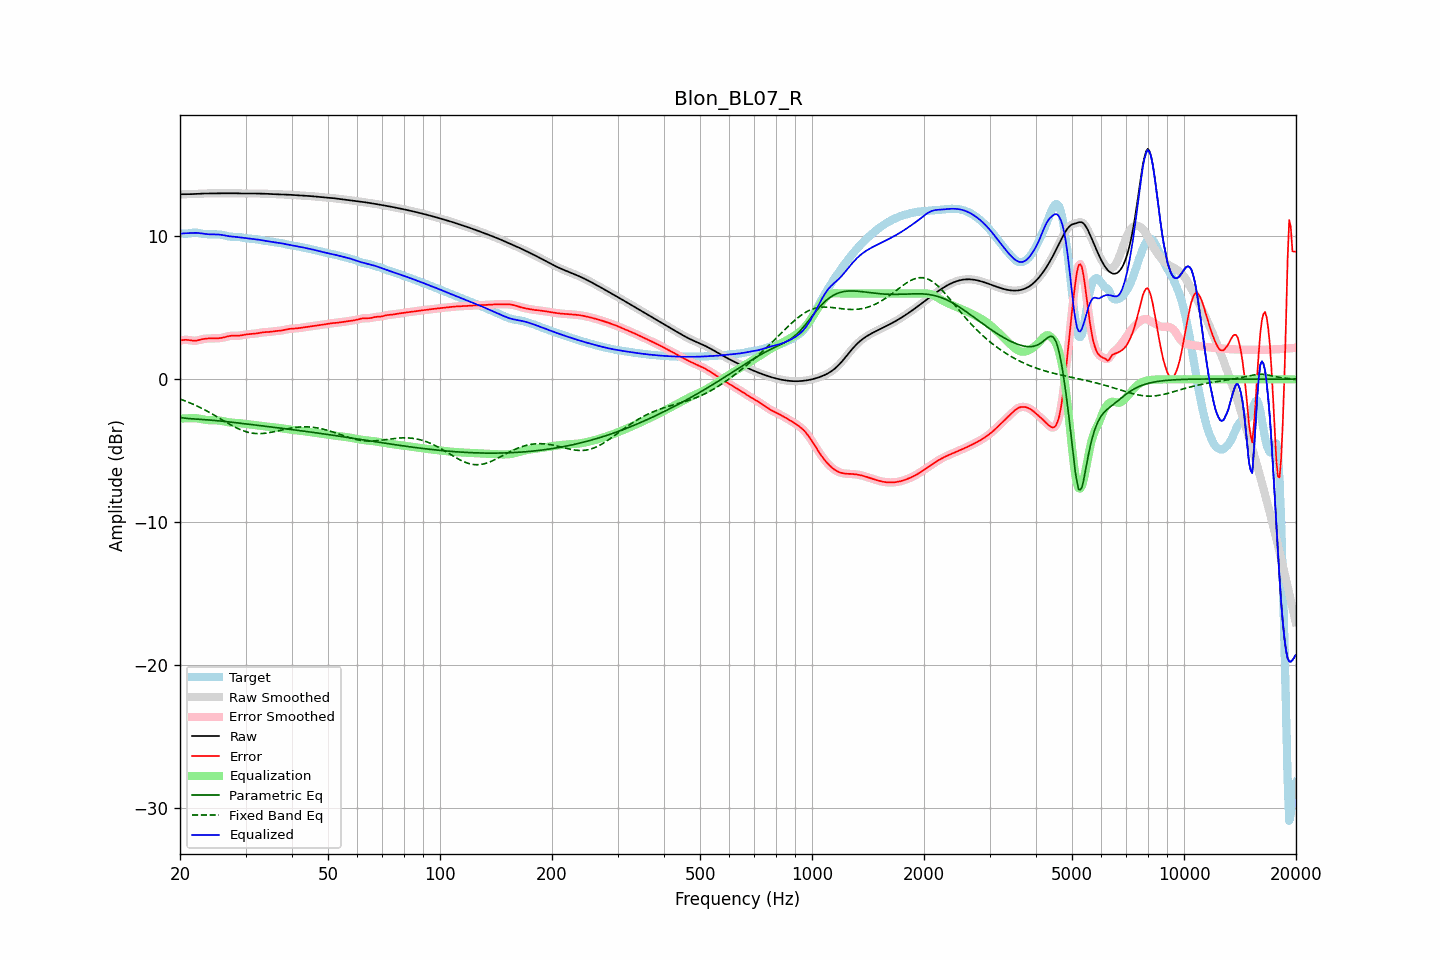 Blon_BL07_R
Amplitude (dBr)
10
0
−10
−20
−30
Target
Raw Smoothed
Error Smoothed
Raw
Error
Equalization
Parametric Eq
Fixed Band Eq
Equalized
20 50 100 200 500 1000 2000 5000 10000 20000
Frequency (Hz)